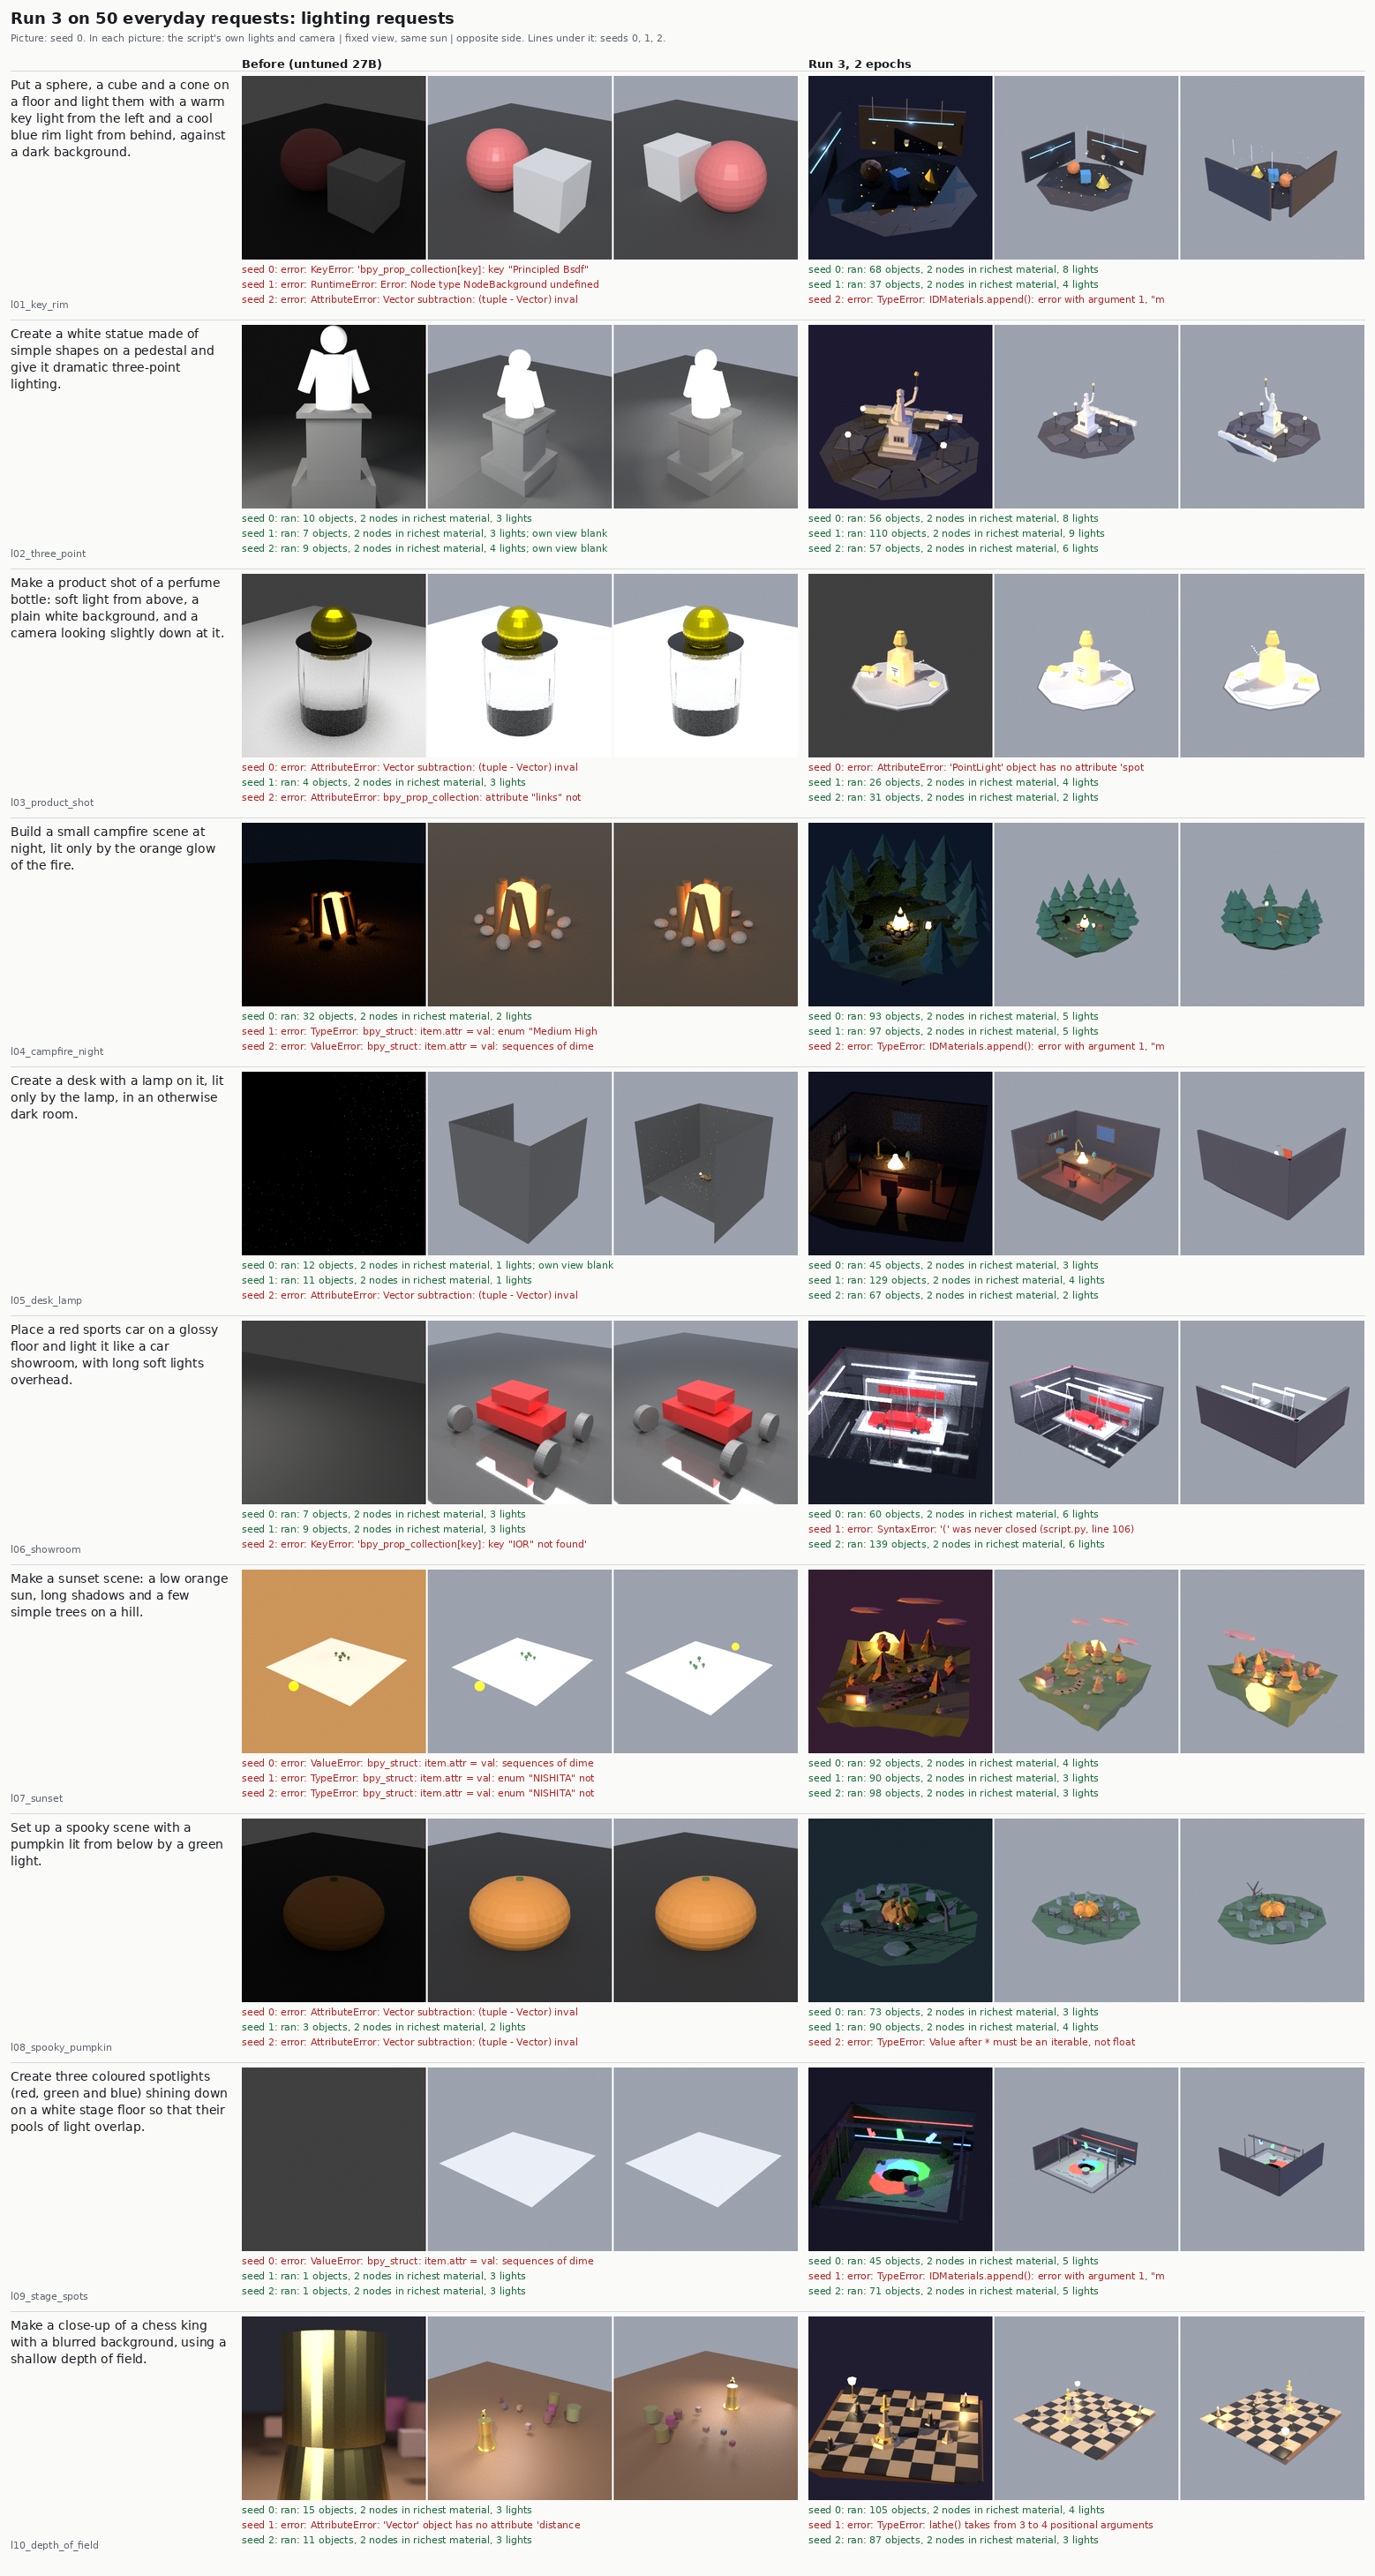 Run 3 on 50 everyday requests: lighting requests
Picture: seed 0. In each picture: the script's own lights and camera | fixed view, same sun | opposite side. Lines under it: seeds 0, 1, 2.
Before (untuned 27B)
Run 3, 2 epochs
Put a sphere, a cube and a cone on
a floor and light them with a warm
key light from the left and a cool
blue rim light from behind, against
a dark background.
l01_key_rim
seed 0: error: KeyError: 'bpy_prop_collection[key]: key "Principled Bsdf"
seed 1: error: RuntimeError: Error: Node type NodeBackground undefined
seed 2: error: AttributeError: Vector subtraction: (tuple - Vector) inval
seed 0: ran: 68 objects, 2 nodes in richest material, 8 lights
seed 1: ran: 37 objects, 2 nodes in richest material, 4 lights
seed 2: error: TypeError: IDMaterials.append(): error with argument 1, "m
Create a white statue made of
simple shapes on a pedestal and
give it dramatic three-point
lighting.
l02_three_point
seed 0: ran: 10 objects, 2 nodes in richest material, 3 lights
seed 1: ran: 7 objects, 2 nodes in richest material, 3 lights; own view blank
seed 2: ran: 9 objects, 2 nodes in richest material, 4 lights; own view blank
seed 0: ran: 56 objects, 2 nodes in richest material, 8 lights
seed 1: ran: 110 objects, 2 nodes in richest material, 9 lights
seed 2: ran: 57 objects, 2 nodes in richest material, 6 lights
Make a product shot of a perfume
bottle: soft light from above, a
plain white background, and a
camera looking slightly down at it.
l03_product_shot
seed 0: error: AttributeError: Vector subtraction: (tuple - Vector) inval
seed 1: ran: 4 objects, 2 nodes in richest material, 3 lights
seed 2: error: AttributeError: bpy_prop_collection: attribute "links" not
seed 0: error: AttributeError: 'PointLight' object has no attribute 'spot
seed 1: ran: 26 objects, 2 nodes in richest material, 4 lights
seed 2: ran: 31 objects, 2 nodes in richest material, 2 lights
Build a small campfire scene at
night, lit only by the orange glow
of the fire.
l04_campfire_night
seed 0: ran: 32 objects, 2 nodes in richest material, 2 lights
seed 1: error: TypeError: bpy_struct: item.attr = val: enum "Medium High
seed 2: error: ValueError: bpy_struct: item.attr = val: sequences of dime
seed 0: ran: 93 objects, 2 nodes in richest material, 5 lights
seed 1: ran: 97 objects, 2 nodes in richest material, 5 lights
seed 2: error: TypeError: IDMaterials.append(): error with argument 1, "m
Create a desk with a lamp on it, lit
only by the lamp, in an otherwise
dark room.
l05_desk_lamp
seed 0: ran: 12 objects, 2 nodes in richest material, 1 lights; own view blank
seed 1: ran: 11 objects, 2 nodes in richest material, 1 lights
seed 2: error: AttributeError: Vector subtraction: (tuple - Vector) inval
seed 0: ran: 45 objects, 2 nodes in richest material, 3 lights
seed 1: ran: 129 objects, 2 nodes in richest material, 4 lights
seed 2: ran: 67 objects, 2 nodes in richest material, 2 lights
Place a red sports car on a glossy
floor and light it like a car
showroom, with long soft lights
overhead.
l06_showroom
seed 0: ran: 7 objects, 2 nodes in richest material, 3 lights
seed 1: ran: 9 objects, 2 nodes in richest material, 3 lights
seed 2: error: KeyError: 'bpy_prop_collection[key]: key "IOR" not found'
seed 0: ran: 60 objects, 2 nodes in richest material, 6 lights
seed 1: error: SyntaxError: '(' was never closed (script.py, line 106)
seed 2: ran: 139 objects, 2 nodes in richest material, 6 lights
Make a sunset scene: a low orange
sun, long shadows and a few
simple trees on a hill.
l07_sunset
seed 0: error: ValueError: bpy_struct: item.attr = val: sequences of dime
seed 1: error: TypeError: bpy_struct: item.attr = val: enum "NISHITA" not
seed 2: error: TypeError: bpy_struct: item.attr = val: enum "NISHITA" not
seed 0: ran: 92 objects, 2 nodes in richest material, 4 lights
seed 1: ran: 90 objects, 2 nodes in richest material, 3 lights
seed 2: ran: 98 objects, 2 nodes in richest material, 3 lights
Set up a spooky scene with a
pumpkin lit from below by a green
light.
l08_spooky_pumpkin
seed 0: error: AttributeError: Vector subtraction: (tuple - Vector) inval
seed 1: ran: 3 objects, 2 nodes in richest material, 2 lights
seed 2: error: AttributeError: Vector subtraction: (tuple - Vector) inval
seed 0: ran: 73 objects, 2 nodes in richest material, 3 lights
seed 1: ran: 90 objects, 2 nodes in richest material, 4 lights
seed 2: error: TypeError: Value after * must be an iterable, not float
Create three coloured spotlights
(red, green and blue) shining down
on a white stage floor so that their
pools of light overlap.
l09_stage_spots
seed 0: error: ValueError: bpy_struct: item.attr = val: sequences of dime
seed 1: ran: 1 objects, 2 nodes in richest material, 3 lights
seed 2: ran: 1 objects, 2 nodes in richest material, 3 lights
seed 0: ran: 45 objects, 2 nodes in richest material, 5 lights
seed 1: error: TypeError: IDMaterials.append(): error with argument 1, "m
seed 2: ran: 71 objects, 2 nodes in richest material, 5 lights
Make a close-up of a chess king
with a blurred background, using a
shallow depth of field.
l10_depth_of_field
seed 0: ran: 15 objects, 2 nodes in richest material, 3 lights
seed 1: error: AttributeError: 'Vector' object has no attribute 'distance
seed 2: ran: 11 objects, 2 nodes in richest material, 3 lights
seed 0: ran: 105 objects, 2 nodes in richest material, 4 lights
seed 1: error: TypeError: lathe() takes from 3 to 4 positional arguments
seed 2: ran: 87 objects, 2 nodes in richest material, 3 lights